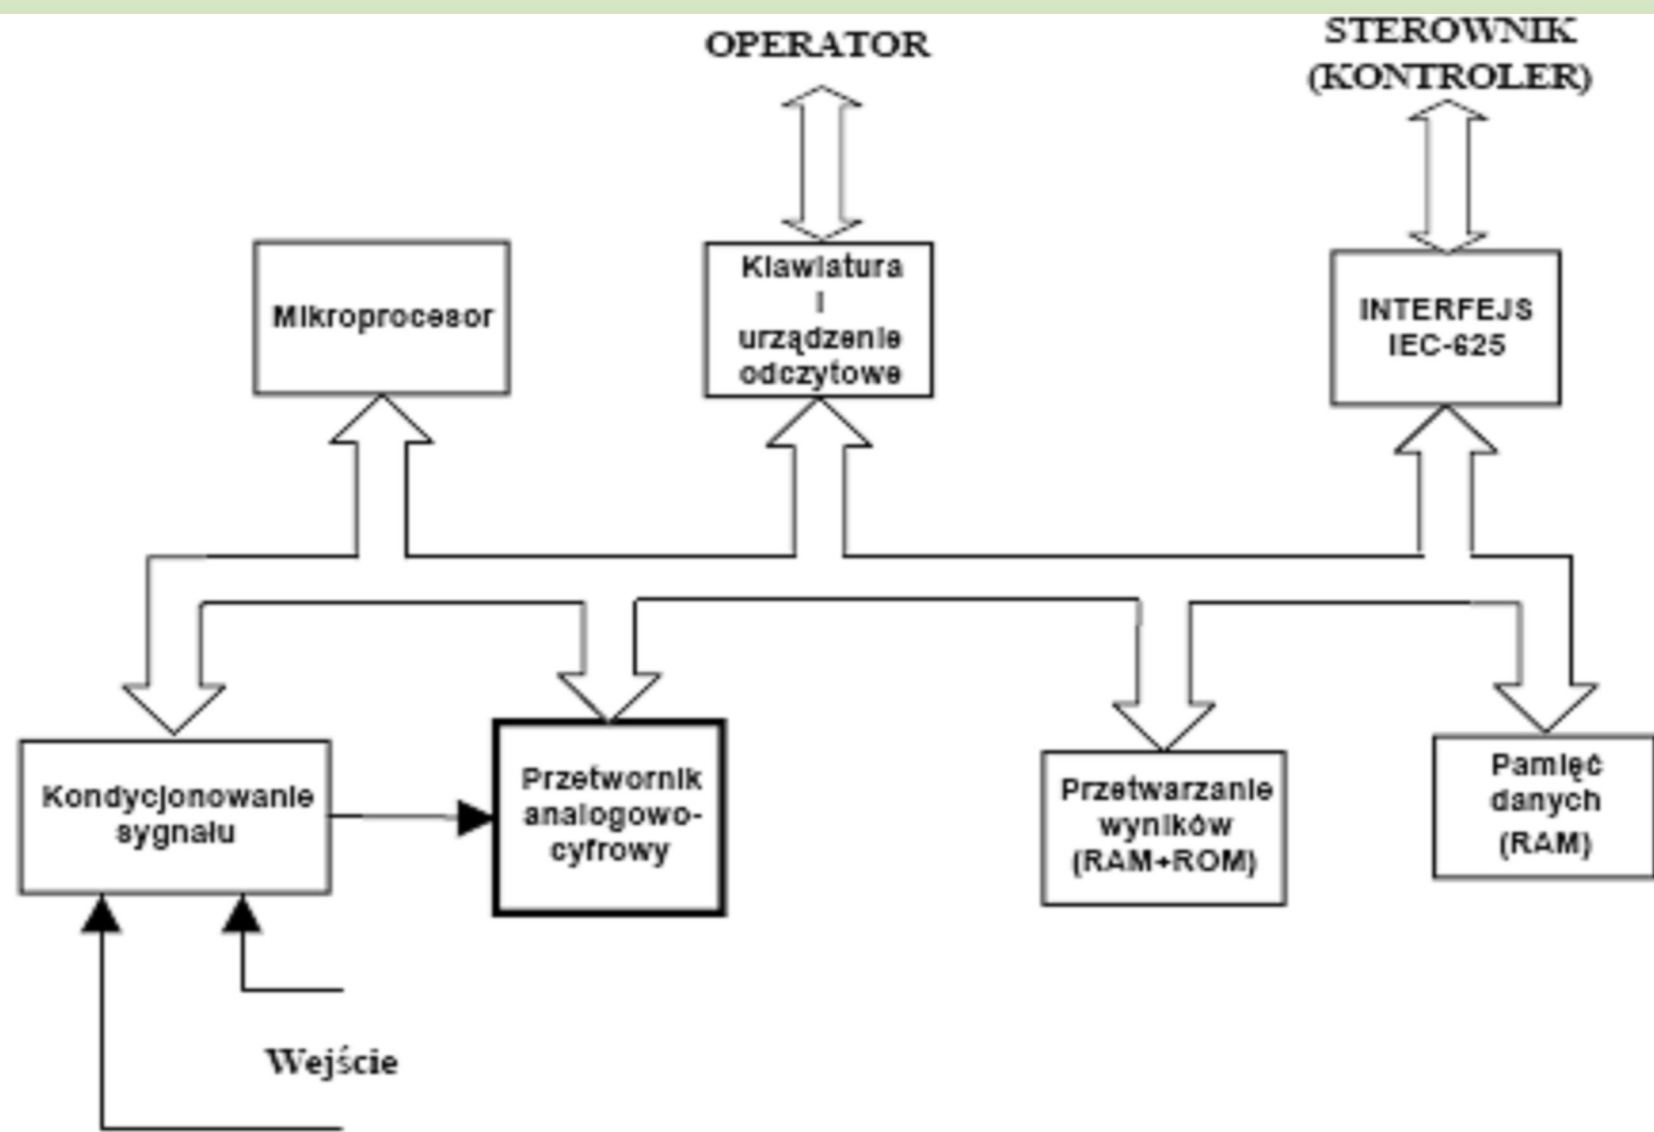 OPERATOR
STEROWNIK
(KONTROLER)
Mikroprocesor
Klawiatura
i
urządzenie
odczytowe
INTERFEJS
IEC-625
Kondycjonowanie
sygnału
Przetwornik
analogowo-
cyfrowy
Przetwarzanie
wyników
(RAM+ROM)
Pamięć
danych
(RAM)
Wejście